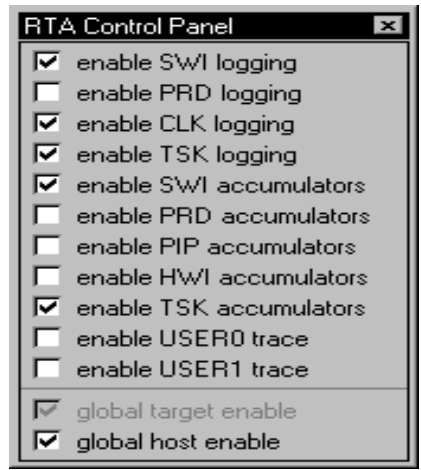 RTA Control Panel
enable SWI logging
enable PRD logging
enable CLK logging
enable TSK logging
enable SWI accumulators
enable PRD accumulators
enable PIP accumulators
enable HWI accumulators
enable TSK accumulators
enable USER0 trace
enable USER1 trace
global target enable
global host enable